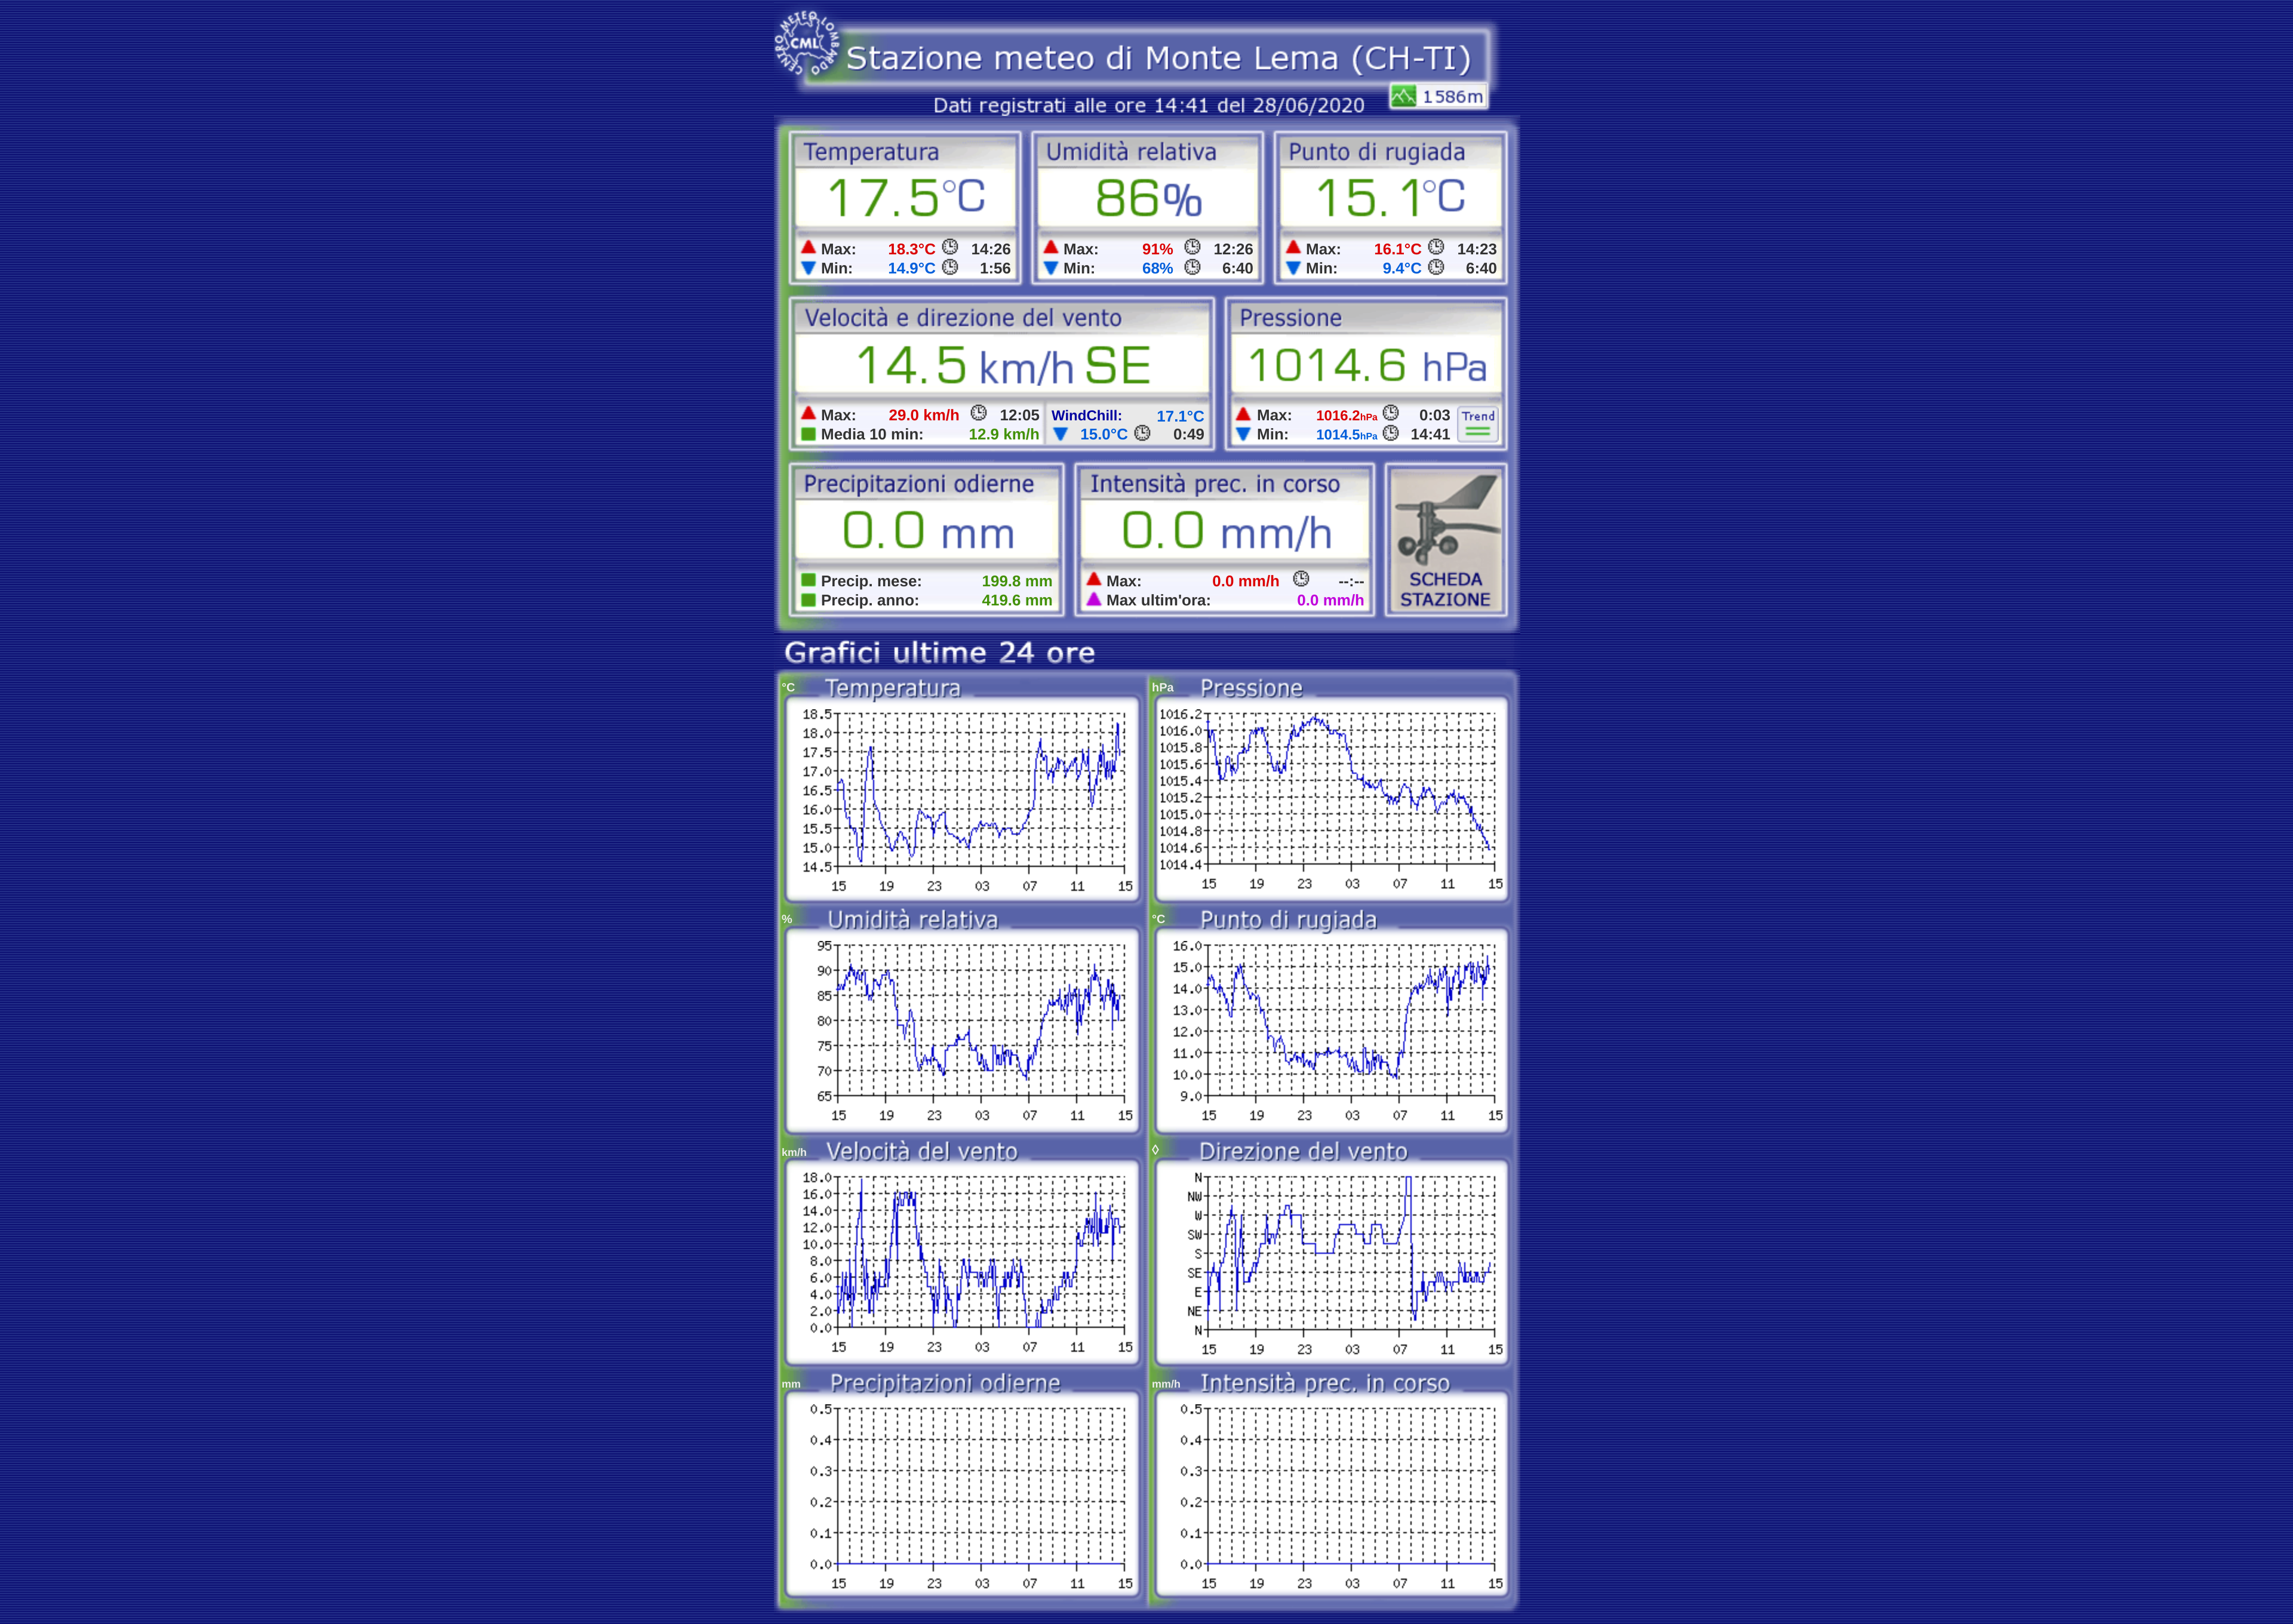 CENTRO METEO LOMBARDO
CML
Stazione meteo di Monte Lema (CH-TI)
Dati registrati alle ore 14:41 del 28/06/2020
1586m
Temperatura
17.5°C
Max: 18.3°C 14:26
Min: 14.9°C 1:56
Umidità relativa
86%
Max: 91% 12:26
Min: 68% 6:40
Punto di rugiada
15.1°C
Max: 16.1°C 14:23
Min: 9.4°C 6:40
Velocità e direzione del vento
14.5 km/h SE
Max: 29.0 km/h 12:05
Media 10 min: 12.9 km/h
WindChill: 17.1°C
15.0°C 0:49
Pressione
1014.6 hPa
Max: 1016.2hPa 0:03
Min: 1014.5hPa 14:41
Trend
Precipitazioni odierne
0.0 mm
Precip. mese: 199.8 mm
Precip. anno: 419.6 mm
Intensità prec. in corso
0.0 mm/h
Max: 0.0 mm/h --:--
Max ultim'ora: 0.0 mm/h
SCHEDA
STAZIONE
Grafici ultime 24 ore
°C Temperatura
18.5
18.0
17.5
17.0
16.5
16.0
15.5
15.0
14.5
15 19 23 03 07 11 15
hPa Pressione
1016.2
1016.0
1015.8
1015.6
1015.4
1015.2
1015.0
1014.8
1014.6
1014.4
15 19 23 03 07 11 15
% Umidità relativa
95
90
85
80
75
70
65
15 19 23 03 07 11 15
°C Punto di rugiada
16.0
15.0
14.0
13.0
12.0
11.0
10.0
9.0
15 19 23 03 07 11 15
km/h Velocità del vento
18.0
16.0
14.0
12.0
10.0
8.0
6.0
4.0
2.0
0.0
15 19 23 03 07 11 15
◊ Direzione del vento
N
NW
W
SW
S
SE
E
NE
N
15 19 23 03 07 11 15
mm Precipitazioni odierne
0.5
0.4
0.3
0.2
0.1
0.0
15 19 23 03 07 11 15
mm/h Intensità prec. in corso
0.5
0.4
0.3
0.2
0.1
0.0
15 19 23 03 07 11 15